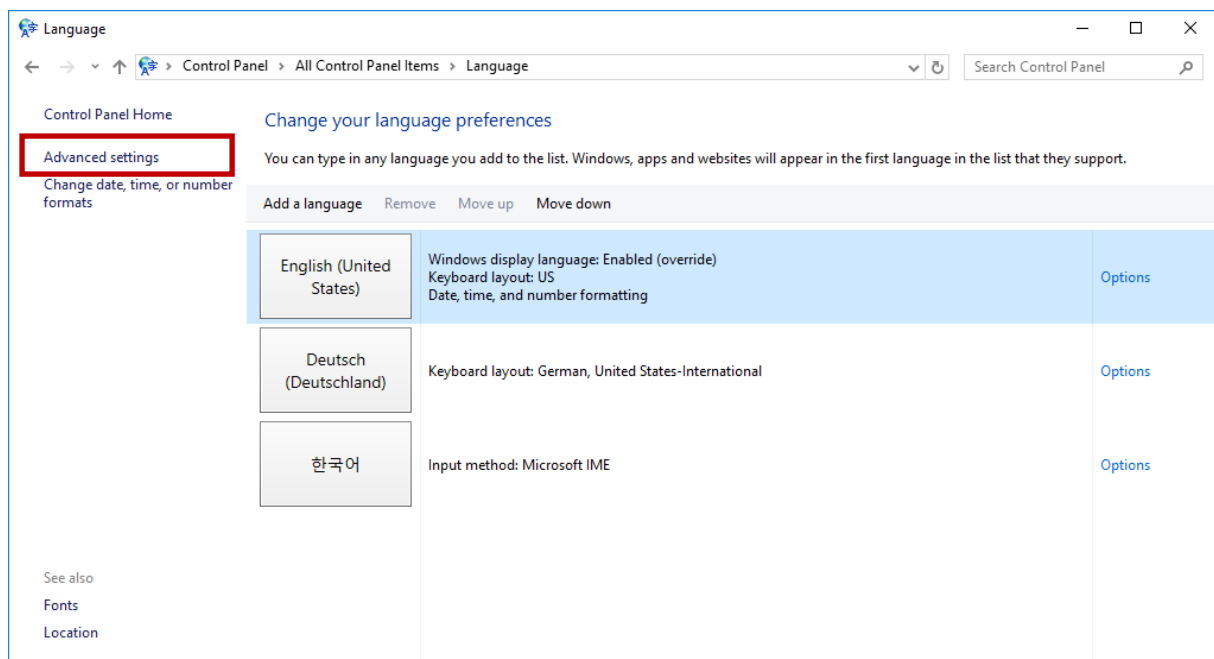 Language
Control Panel › All Control Panel Items › Language
Search Control Panel
Control Panel Home
Advanced settings
Change date, time, or number
formats
See also
Fonts
Location
Change your language preferences
You can type in any language you add to the list. Windows, apps and websites will appear in the first language in the list that they support.
Add a language Remove Move up Move down
English (United
States)
Windows display language: Enabled (override)
Keyboard layout: US
Date, time, and number formatting
Options
Deutsch
(Deutschland)
Keyboard layout: German, United States-International
Options
한국어
Input method: Microsoft IME
Options